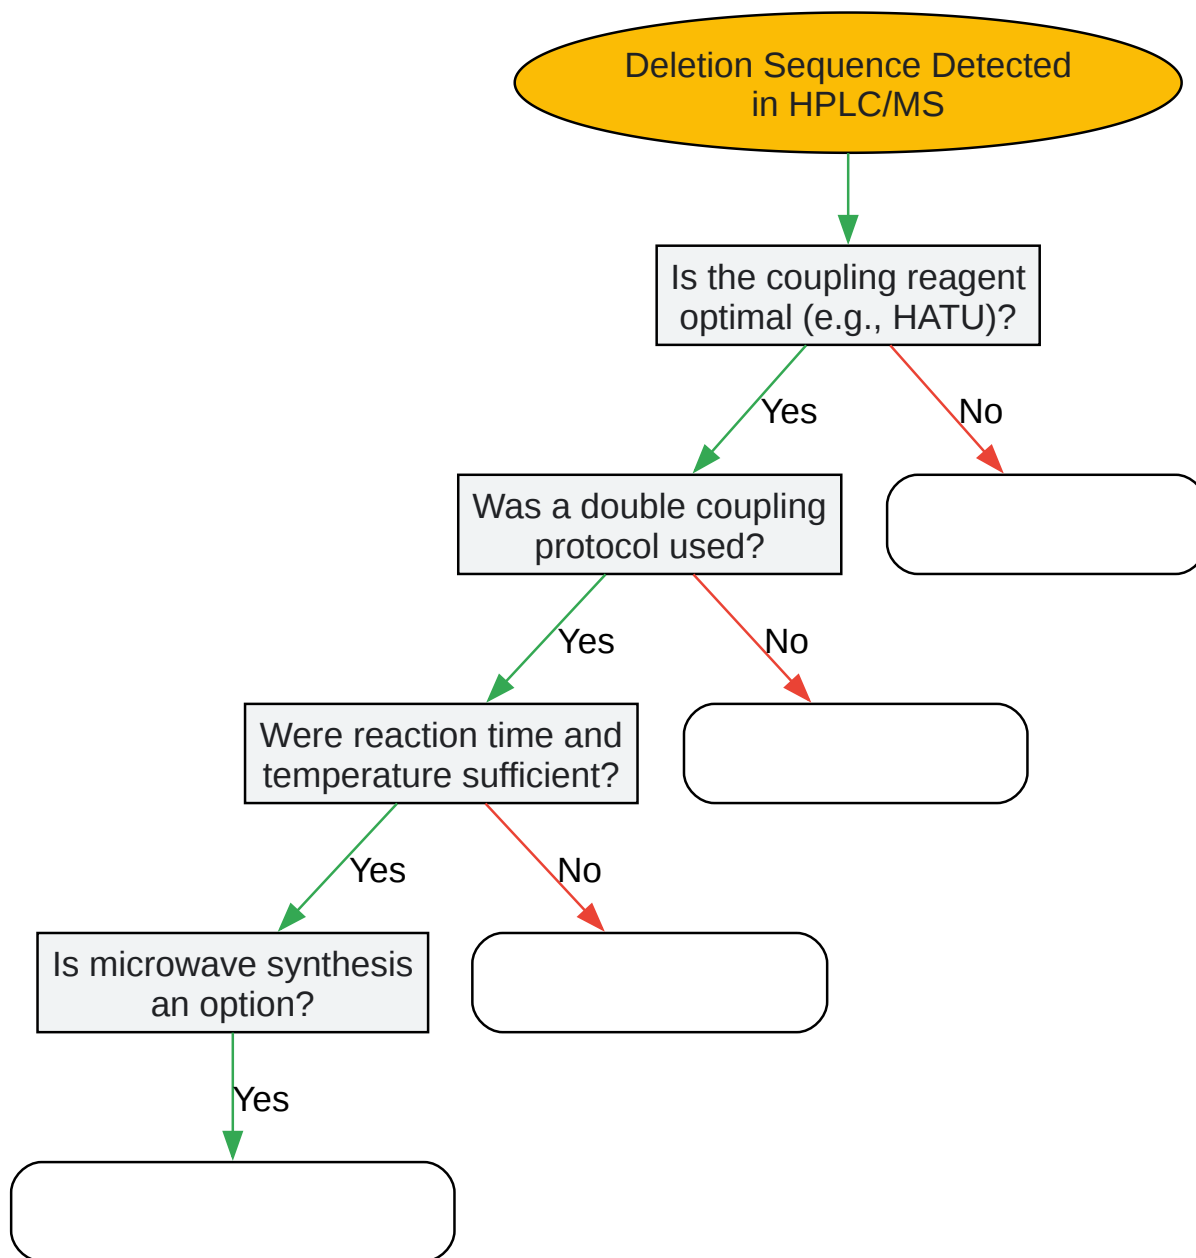 Deletion Sequence Detected
in HPLC/MS
Is the coupling reagent
optimal (e.g., HATU)?
Yes
No
Was a double coupling
protocol used?
Yes
No
Were reaction time and
temperature sufficient?
Yes
No
Is microwave synthesis
an option?
Yes